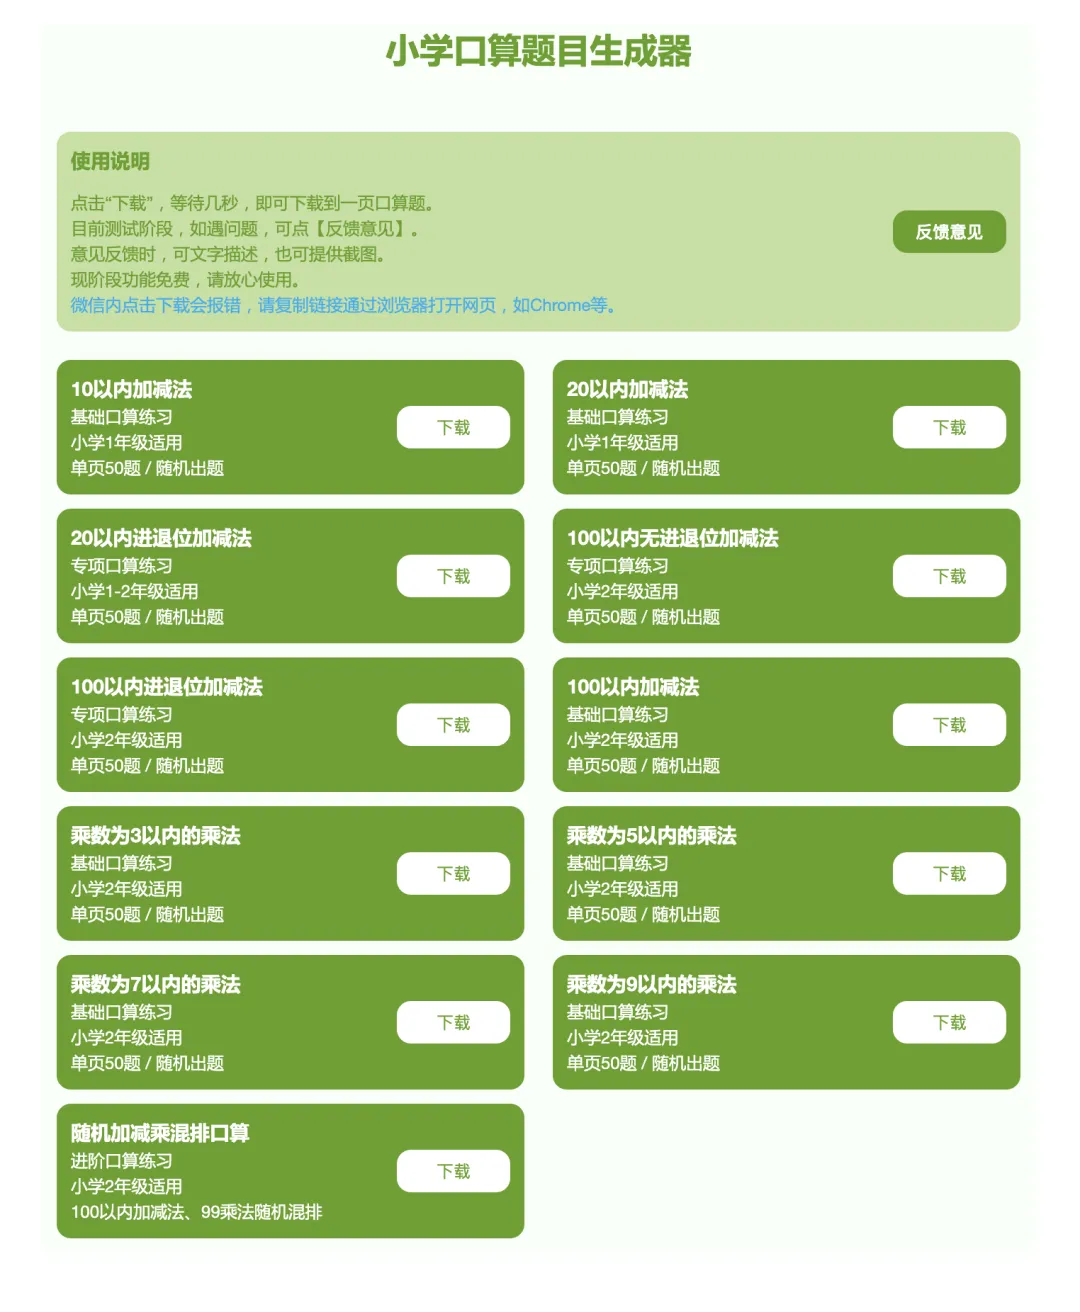 小学口算题目生成器
使用说明
点击“下载”，等待几秒，即可下载到一页口算题。
目前测试阶段，如遇问题，可点【反馈意见】。
意见反馈时，可文字描述，也可提供截图。
现阶段功能免费，请放心使用。
微信内点击下载会报错，请复制链接通过浏览器打开网页，如Chrome等。
反馈意见
10以内加减法
基础口算练习
小学1年级适用
单页50题 / 随机出题
下载
20以内加减法
基础口算练习
小学1年级适用
单页50题 / 随机出题
下载
20以内进退位加减法
专项口算练习
小学1-2年级适用
单页50题 / 随机出题
下载
100以内无进退位加减法
专项口算练习
小学2年级适用
单页50题 / 随机出题
下载
100以内进退位加减法
专项口算练习
小学2年级适用
单页50题 / 随机出题
下载
100以内加减法
基础口算练习
小学2年级适用
单页50题 / 随机出题
下载
乘数为3以内的乘法
基础口算练习
小学2年级适用
单页50题 / 随机出题
下载
乘数为5以内的乘法
基础口算练习
小学2年级适用
单页50题 / 随机出题
下载
乘数为7以内的乘法
基础口算练习
小学2年级适用
单页50题 / 随机出题
下载
乘数为9以内的乘法
基础口算练习
小学2年级适用
单页50题 / 随机出题
下载
随机加减乘混排口算
进阶口算练习
小学2年级适用
100以内加减法、99乘法随机混排
下载